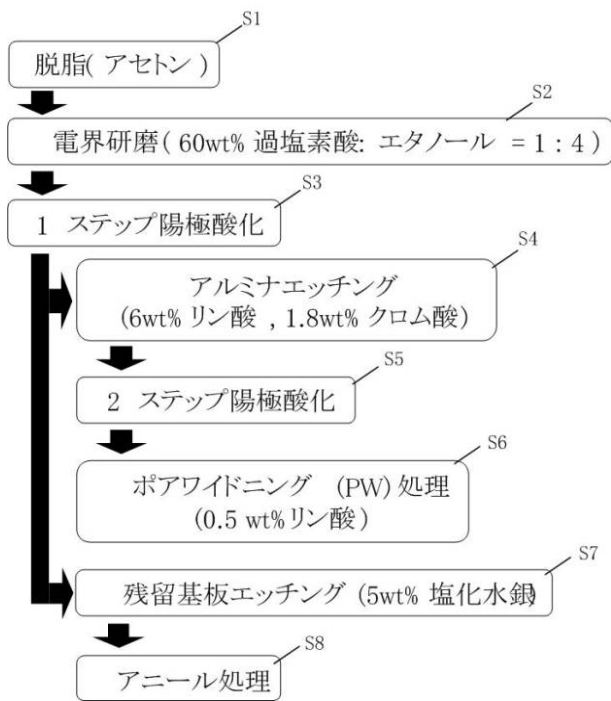 S1
脱脂( アセトン )
S2
電界研磨( 60wt% 過塩素酸: エタノール = 1 : 4 )
S3
1 ステップ陽極酸化
S4
アルミナエッチング
(6wt% リン酸 , 1.8wt% クロム酸)
S5
2 ステップ陽極酸化
S6
ポアワイドニング (PW) 処理
(0.5 wt% リン酸 )
S7
残留基板エッチング (5wt% 塩化水銀)
S8
アニール処理